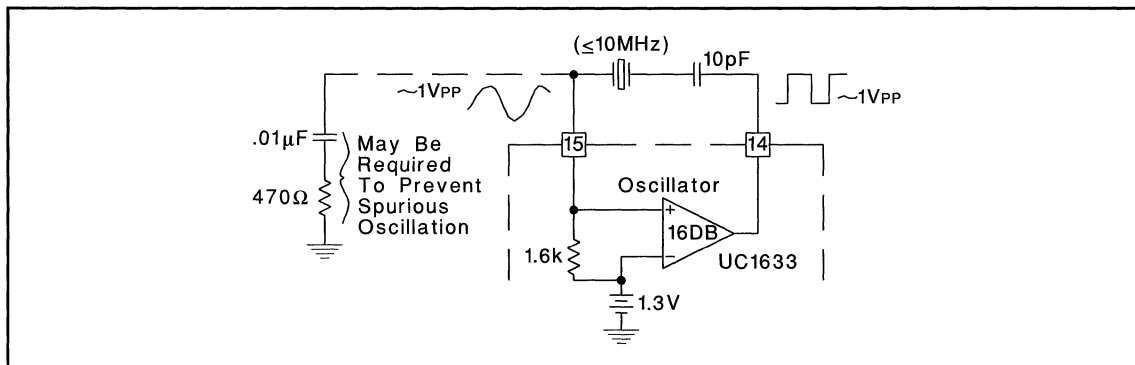 (≤10MHz)
10pF
~1VPP
~1VPP
.01µF
May Be
Required
To Prevent
Spurious
Oscillation
470Ω
15
14
Oscillator
+
16DB
−
1.6k
UC1633
1.3V